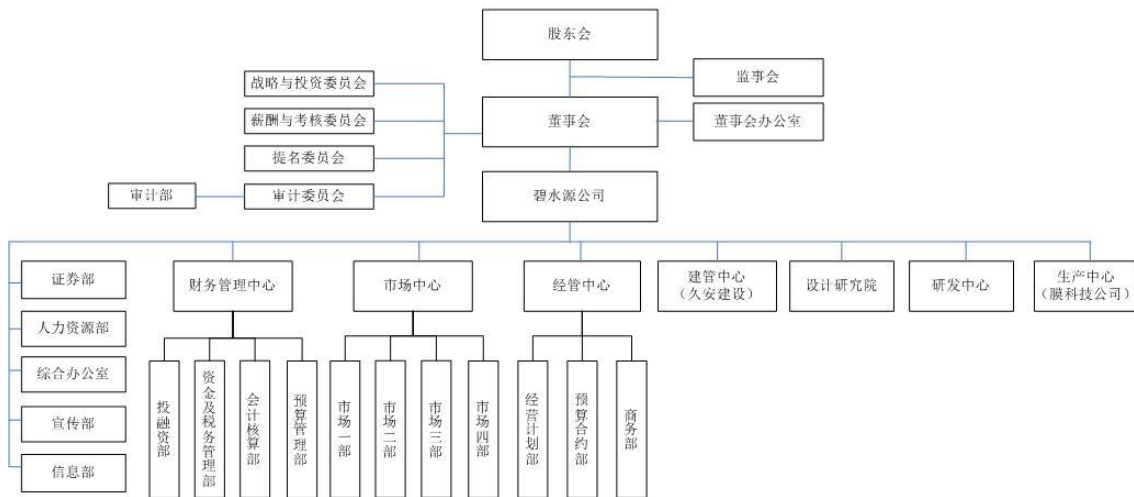 股东会
监事会
战略与投资委员会
薪酬与考核委员会
董事会
董事会办公室
提名委员会
审计部
审计委员会
碧水源公司
证券部
财务管理中心
市场中心
经管中心
建管中心
（久安建设）
设计研究院
研发中心
生产中心
（膜科技公司）
人力资源部
综合办公室
宣传部
信息部
投融资部
资金及税务管理部
会计核算部
预算管理部
市场一部
市场二部
市场三部
市场四部
经营计划部
预算合约部
商务部